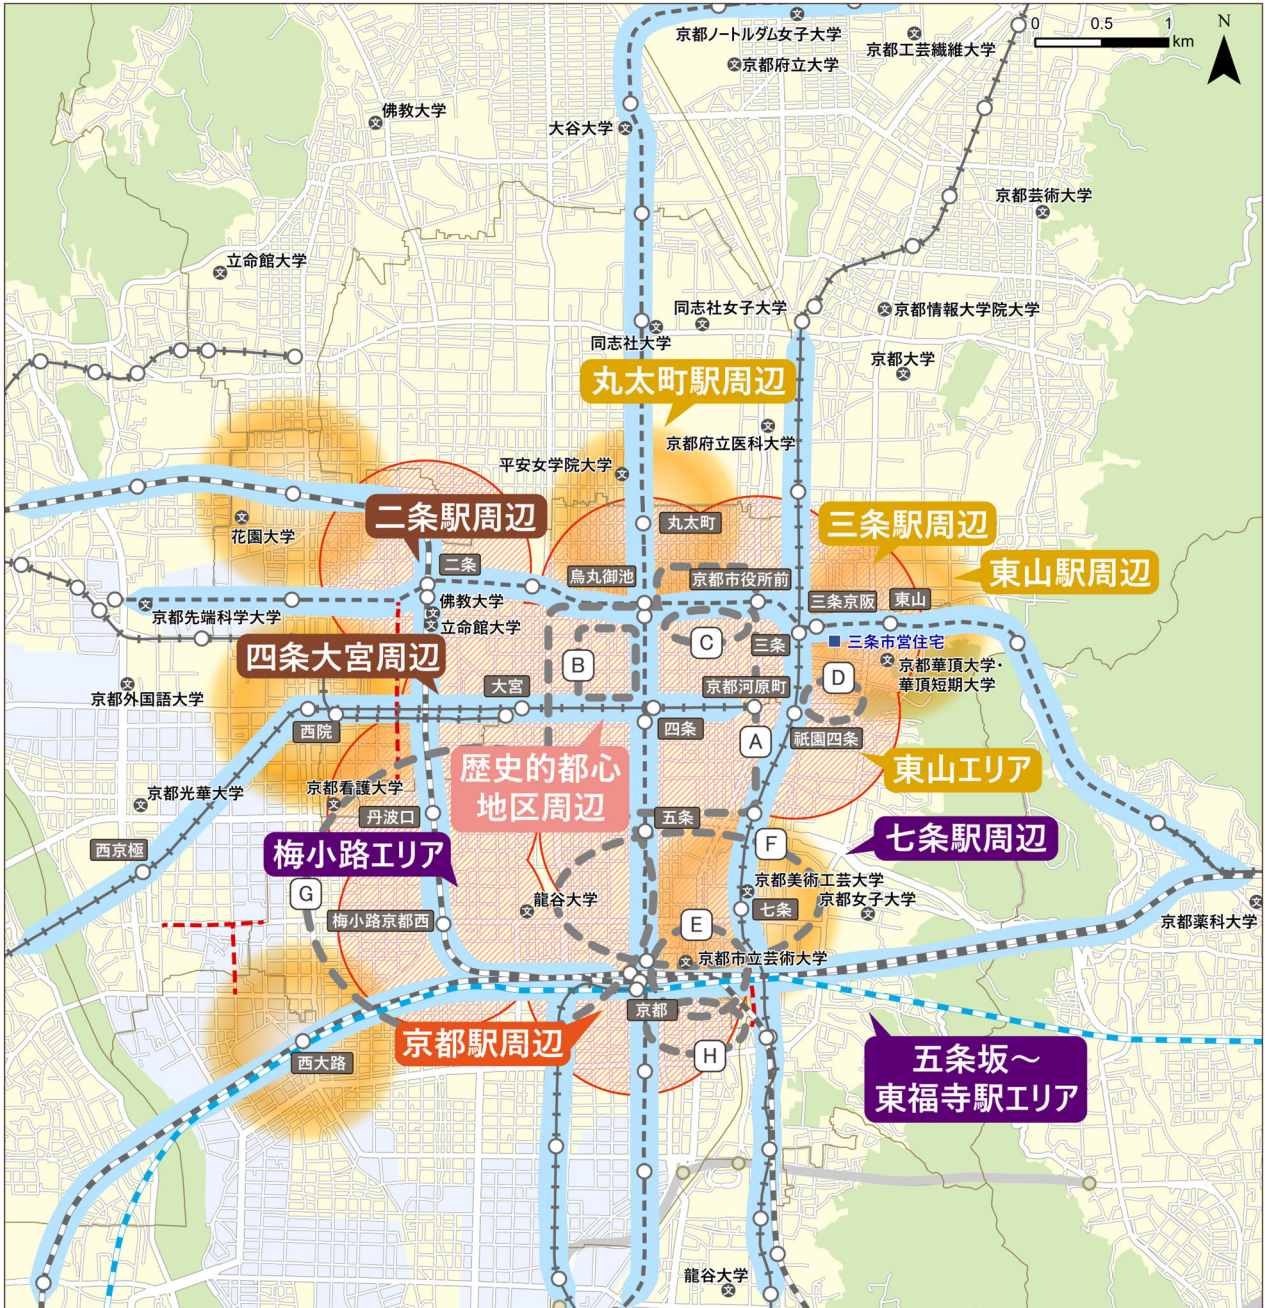 京都ノートルダム女子大学
京都工芸繊維大学
0 0.5 1
km
N
京都府立大学
佛教大学
大谷大学
京都芸術大学
立命館大学
同志社女子大学
京都情報大学院大学
同志社大学
京都大学
丸太町駅周辺
京都府立医科大学
平安女学院大学
二条駅周辺
丸太町
三条駅周辺
花園大学
東山駅周辺
二条
烏丸御池
京都市役所前
三条京阪
東山
京都先端科学大学
佛教大学
立命館大学
三条
三条市営住宅
四条大宮周辺
B
C
京都華頂大学・
華頂短期大学
京都外国語大学
大宮
京都河原町
D
西院
四条
A
祇園四条
歴史的都心
地区周辺
東山エリア
京都光華大学
京都看護大学
丹波口
五条
西京極
梅小路エリア
F
七条駅周辺
G
龍谷大学
京都美術工芸大学
京都女子大学
七条
梅小路京都西
E
京都薬科大学
京都市立芸術大学
京都
京都駅周辺
西大路
H
五条坂～
東福寺駅エリア
龍谷大学